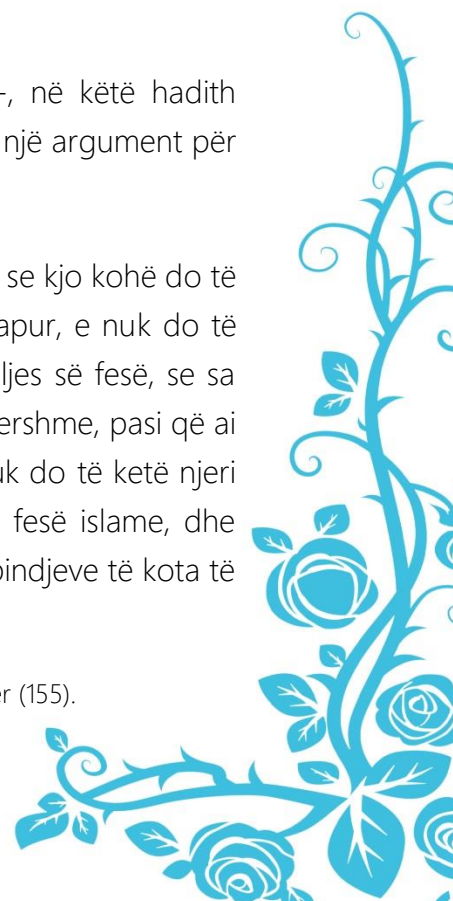 -, në këtë hadith
një argument për
se kjo kohë do të
apur, e nuk do të
ljes së fesë, se sa
ershme, pasi që ai
uk do të ketë njeri
fesë islame, dhe
bindjeve të kota të
er (155).